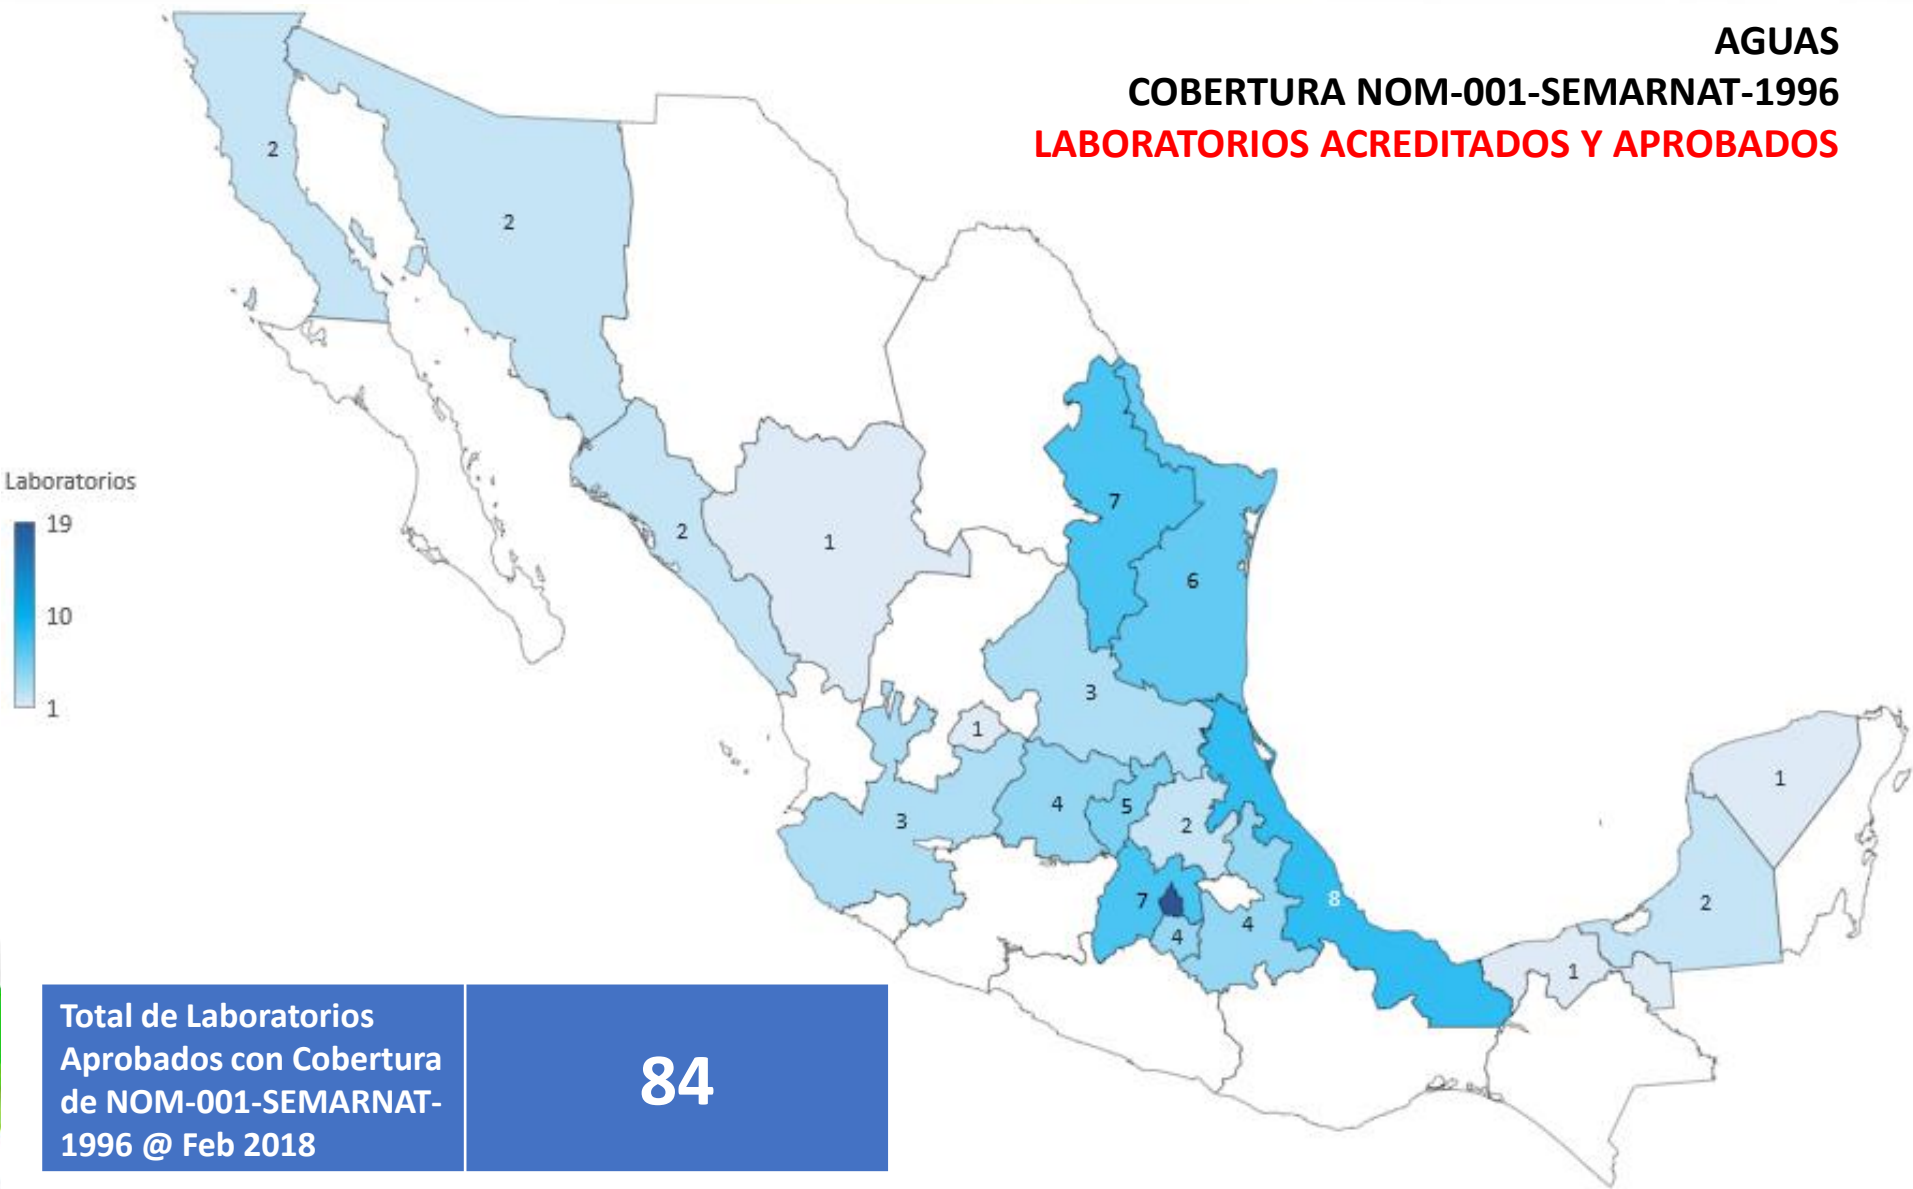 AGUAS
COBERTURA NOM-001-SEMARNAT-1996
LABORATORIOS ACREDITADOS Y APROBADOS
2
2
Laboratorios
19
10
1
2
1
7
6
3
1
3
4
5
2
7
4
4
8
1
2
1
Total de Laboratorios
Aprobados con Cobertura
de NOM-001-SEMARNAT-
1996 @ Feb 2018
84